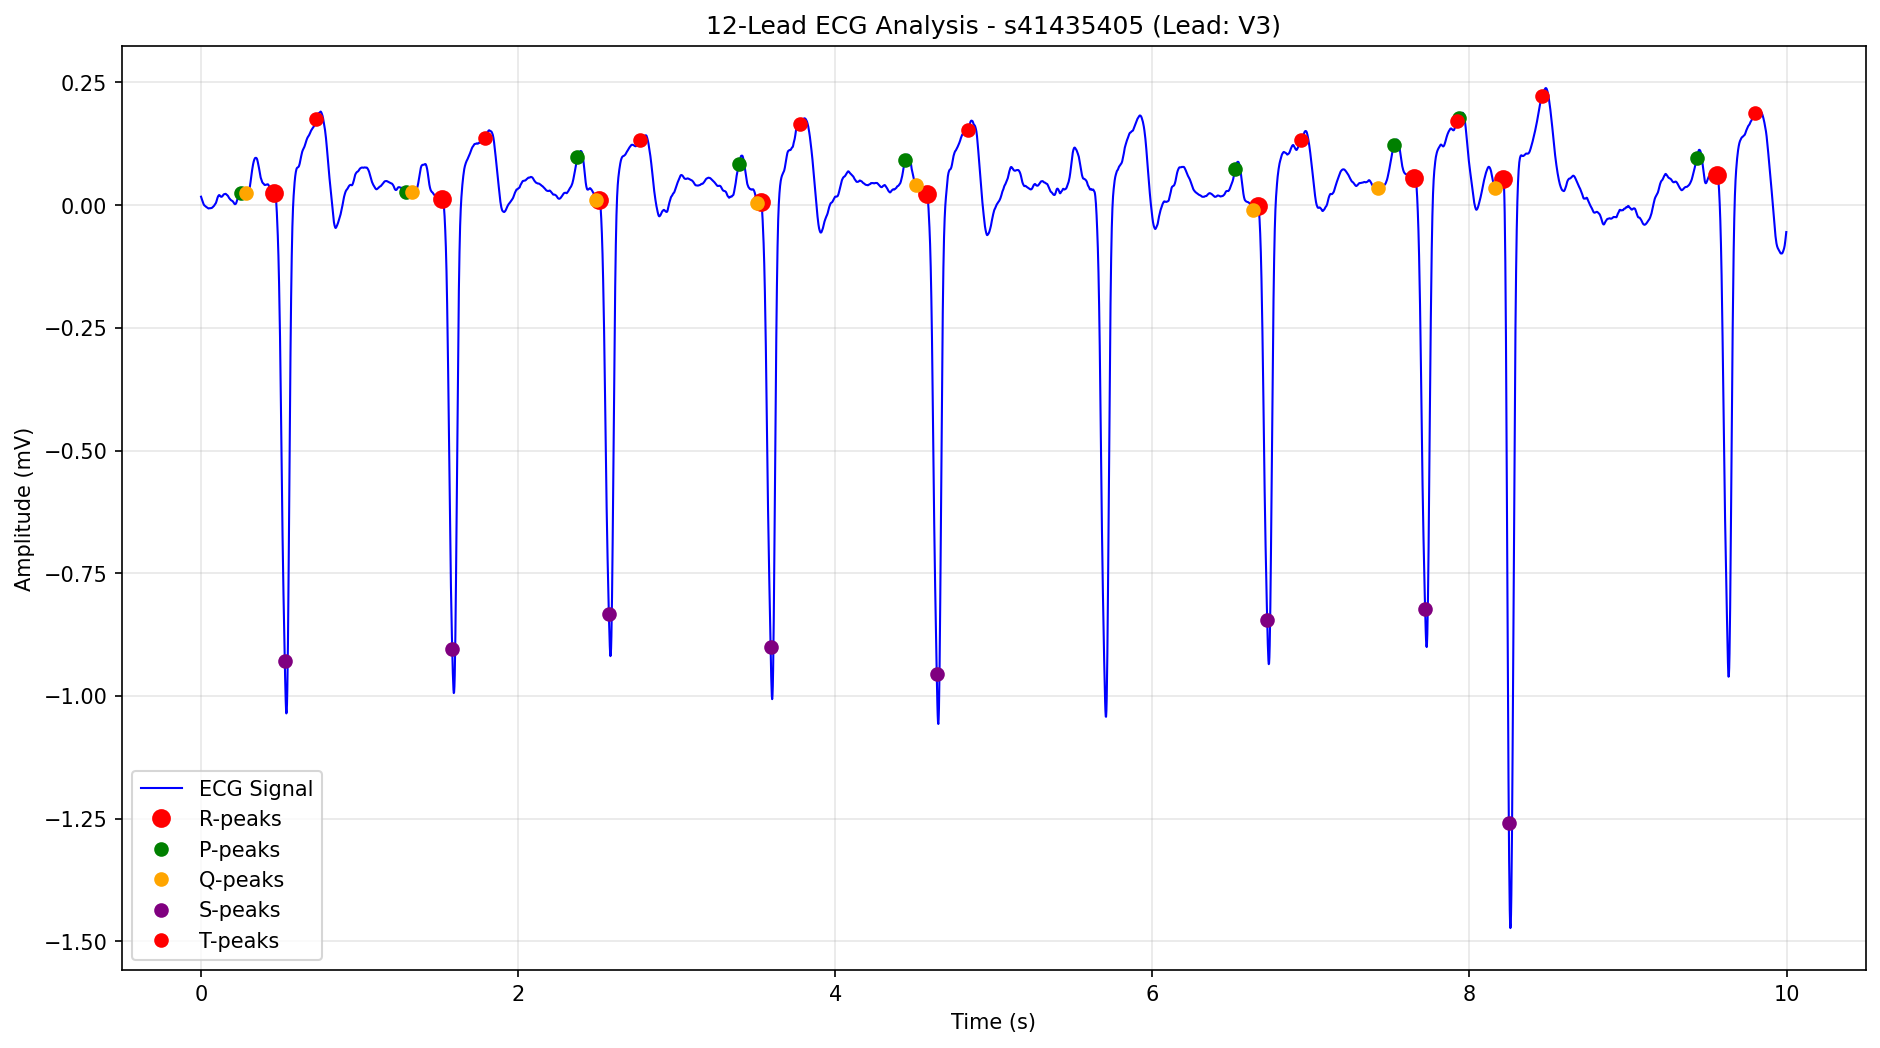 12-Lead ECG Analysis - s41435405 (Lead: V3)
Amplitude (mV)
0.25
0.00
−0.25
−0.50
−0.75
−1.00
−1.25
−1.50
ECG Signal
R-peaks
P-peaks
Q-peaks
S-peaks
T-peaks
0 2 4 6 8 10
Time (s)